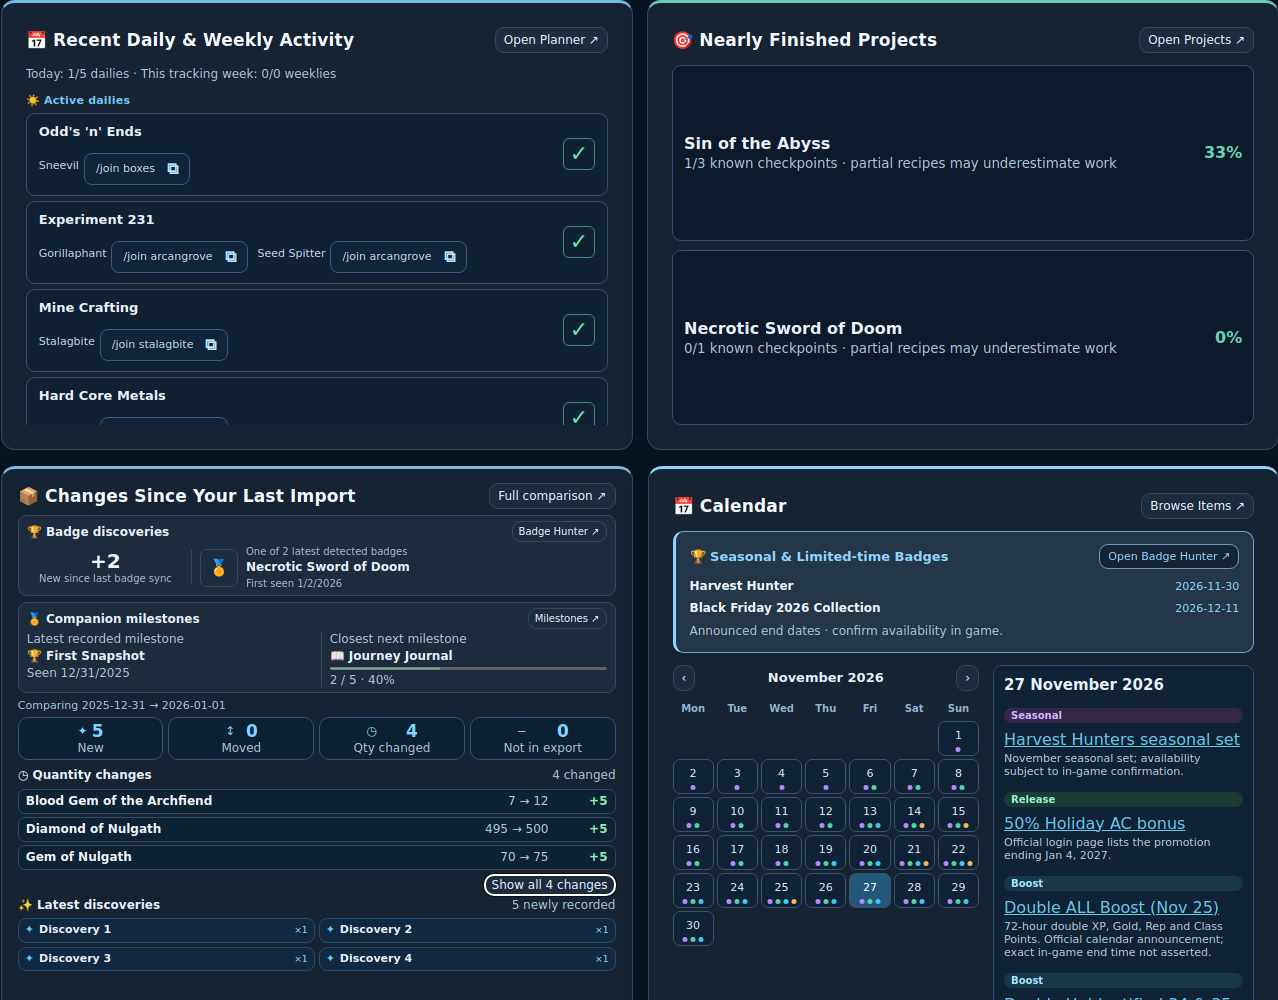 📅 Recent Daily & Weekly Activity
Open Planner ↗
Today: 1/5 dailies · This tracking week: 0/0 weeklies
☀️ Active dailies
Odd's 'n' Ends
Sneevil /join boxes ⧉
✓
Experiment 231
Gorillaphant /join arcangrove ⧉ Seed Spitter /join arcangrove ⧉
✓
Mine Crafting
Stalagbite /join stalagbite ⧉
✓
Hard Core Metals
✓
🎯 Nearly Finished Projects
Open Projects ↗
Sin of the Abyss
1/3 known checkpoints · partial recipes may underestimate work
33%
Necrotic Sword of Doom
0/1 known checkpoints · partial recipes may underestimate work
0%
📦 Changes Since Your Last Import
Full comparison ↗
🏆 Badge discoveries
Badge Hunter ↗
+2
New since last badge sync
One of 2 latest detected badges
Necrotic Sword of Doom
First seen 1/2/2026
🏅 Companion milestones
Milestones ↗
Latest recorded milestone
🏆 First Snapshot
Seen 12/31/2025
Closest next milestone
📖 Journey Journal
2 / 5 · 40%
Comparing 2025-12-31 → 2026-01-01
✦ 5
New
↕ 0
Moved
◷ 4
Qty changed
− 0
Not in export
◷ Quantity changes
4 changed
Blood Gem of the Archfiend 7 → 12 +5
Diamond of Nulgath 495 → 500 +5
Gem of Nulgath 70 → 75 +5
Show all 4 changes
✨ Latest discoveries
5 newly recorded
✦ Discovery 1 ×1
✦ Discovery 2 ×1
✦ Discovery 3 ×1
✦ Discovery 4 ×1
📅 Calendar
Browse Items ↗
🏆 Seasonal & Limited-time Badges
Open Badge Hunter ↗
Harvest Hunter 2026-11-30
Black Friday 2026 Collection 2026-12-11
Announced end dates · confirm availability in game.
‹ November 2026 ›
Mon Tue Wed Thu Fri Sat Sun
1
2 3 4 5 6 7 8
9 10 11 12 13 14 15
16 17 18 19 20 21 22
23 24 25 26 27 28 29
30
27 November 2026
Seasonal
Harvest Hunters seasonal set
November seasonal set; availability
subject to in-game confirmation.
Release
50% Holiday AC bonus
Official login page lists the promotion
ending Jan 4, 2027.
Boost
Double ALL Boost (Nov 25)
72-hour double XP, Gold, Rep and Class
Points. Official calendar announcement;
exact in-game end time not asserted.
Boost